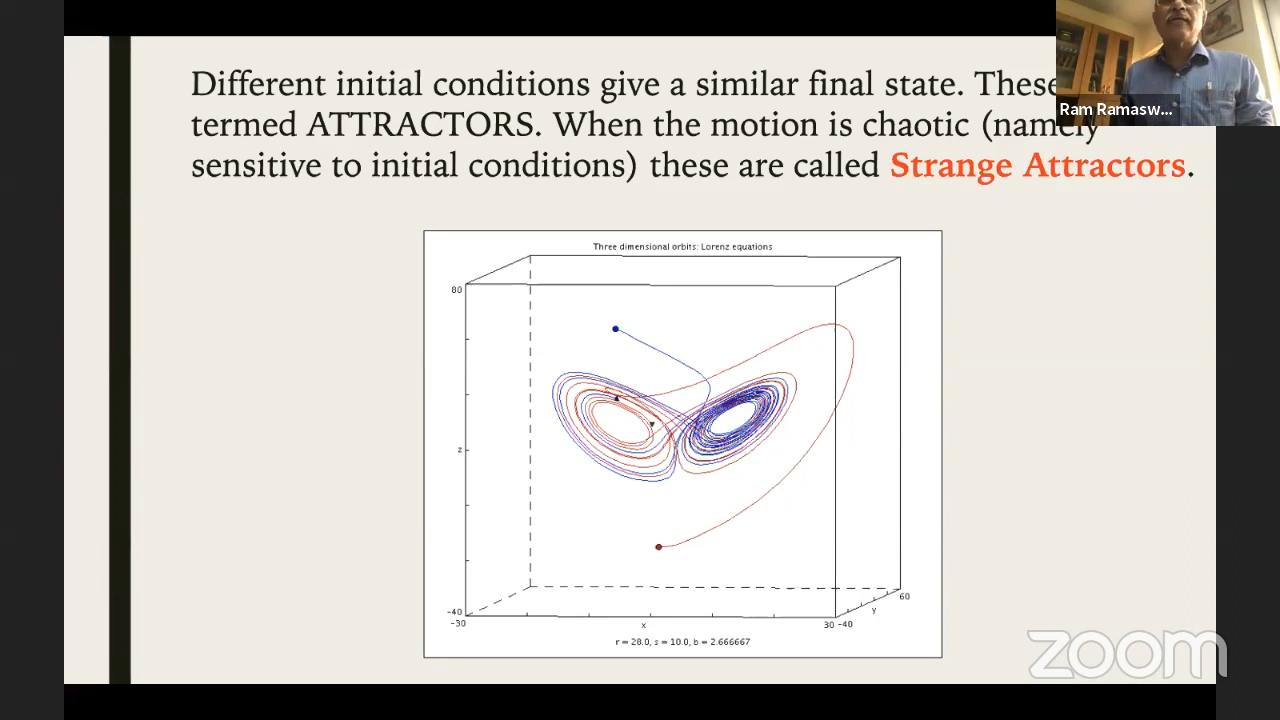 Different initial conditions give a similar final state. These
termed ATTRACTORS. When the motion is chaotic (namely
sensitive to initial conditions) these are called Strange Attractors.
Ram Ramasw...
Three dimensional orbits: Lorenz equations
80
2
-40
-30
x
30
-40
y
60
r = 28.0, s = 10.0, b = 2.666667
zoom